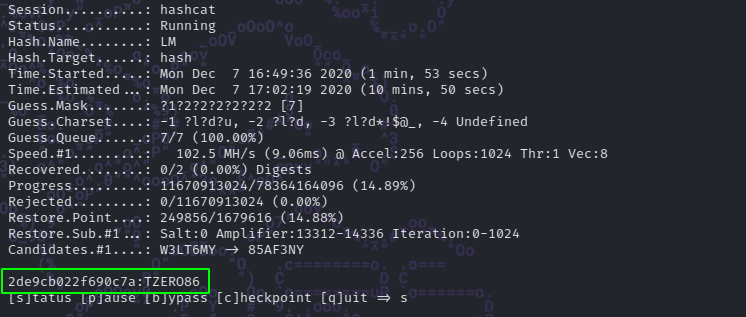 Session..........: hashcat
Status...........: Running
Hash.Name........: LM
Hash.Target......: hash
Time.Started.....: Mon Dec  7 16:49:36 2020 (1 min, 53 secs)
Time.Estimated...: Mon Dec  7 17:02:19 2020 (10 mins, 50 secs)
Guess.Mask.......: ?1?2?2?2?2?2?2 [7]
Guess.Charset....: -1 ?l?d?u, -2 ?l?d, -3 ?l?d*!$@_, -4 Undefined
Guess.Queue......: 7/7 (100.00%)
Speed.#1.........:   102.5 MH/s (9.06ms) @ Accel:256 Loops:1024 Thr:1 Vec:8
Recovered........: 0/2 (0.00%) Digests
Progress.........: 11670913024/78364164096 (14.89%)
Rejected.........: 0/11670913024 (0.00%)
Restore.Point....: 249856/1679616 (14.88%)
Restore.Sub.#1...: Salt:0 Amplifier:13312-14336 Iteration:0-1024
Candidates.#1....: W3LT6MY -> 85AF3NY
2de9cb022f690c7a:TZERO86
[s]tatus [p]ause [b]ypass [c]heckpoint [q]uit => s